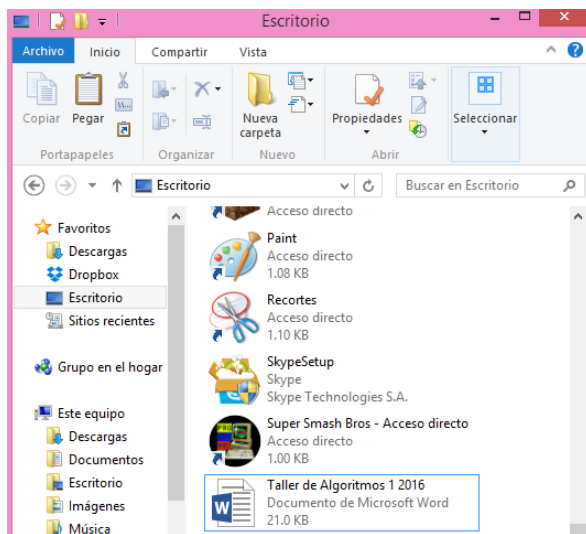 Escritorio
Archivo Inicio Compartir Vista
Copiar Pegar Nueva carpeta Propiedades Seleccionar
Portapapeles Organizar Nuevo Abrir
Escritorio Buscar en Escritorio
Favoritos
Descargas
Dropbox
Escritorio
Sitios recientes
Grupo en el hogar
Este equipo
Descargas
Documentos
Escritorio
Imágenes
Música
Acceso directo
Paint
Acceso directo
1.08 KB
Recortes
Acceso directo
1.10 KB
SkypeSetup
Skype
Skype Technologies S.A.
Super Smash Bros - Acceso directo
Acceso directo
1.00 KB
Taller de Algoritmos 1 2016
Documento de Microsoft Word
21.0 KB